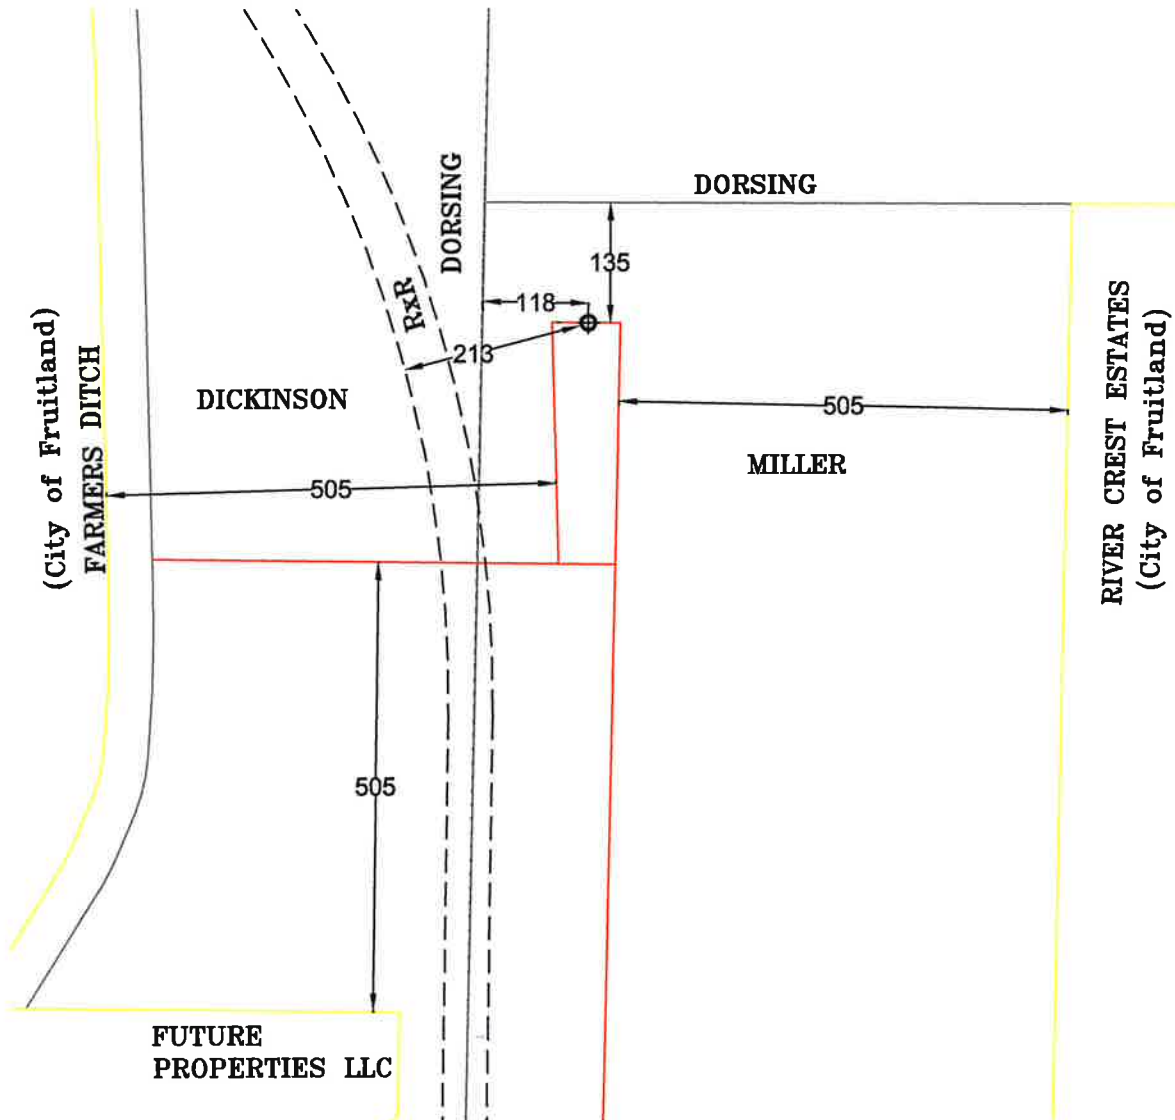 DORSING
DORSING
135
RxR
118
213
(City of Fruitland)
FARMERS DITCH
DICKINSON
505
505
MILLER
RIVER CREST ESTATES
(City of Fruitland)
505
FUTURE
PROPERTIES LLC